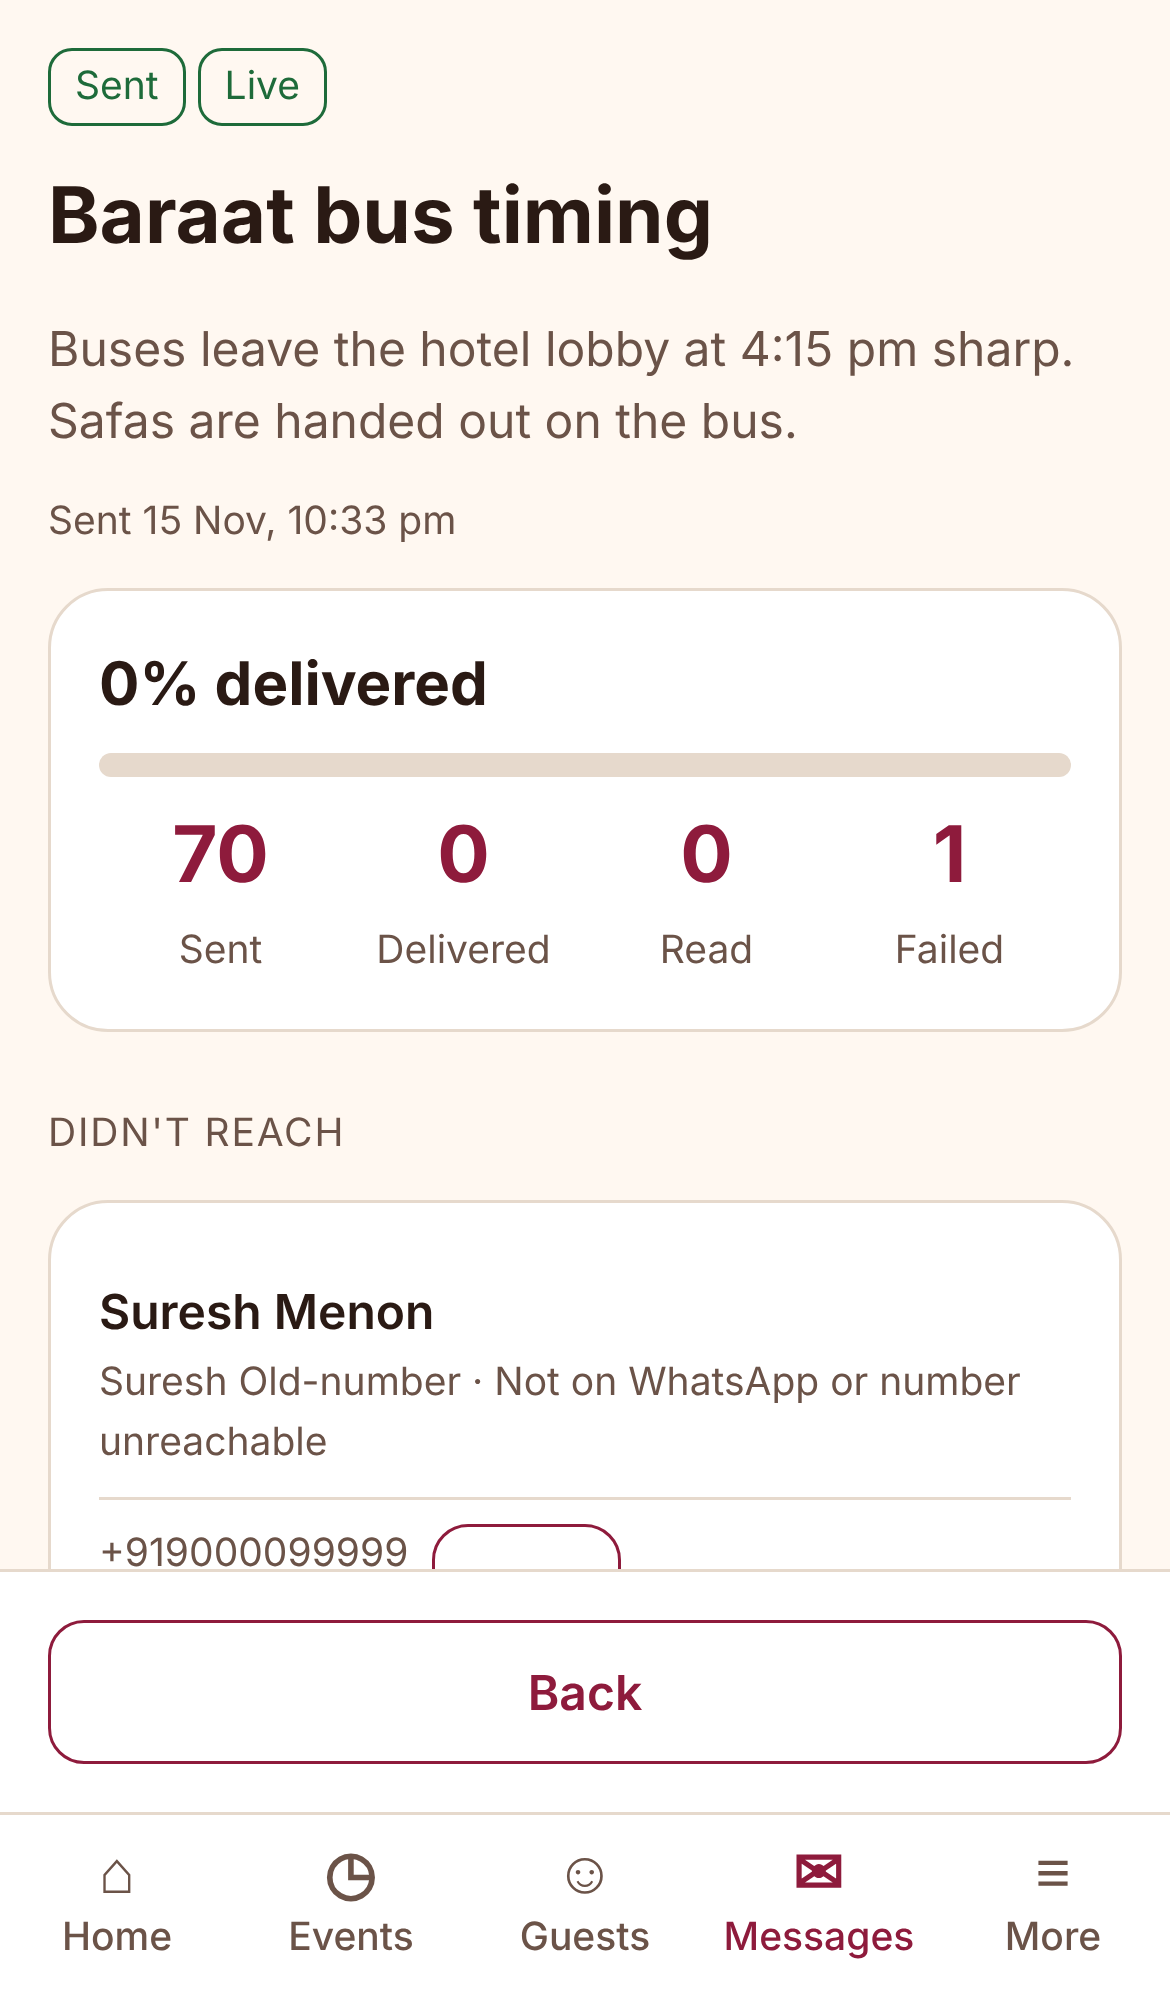 Sent Live
Baraat bus timing
Buses leave the hotel lobby at 4:15 pm sharp.
Safas are handed out on the bus.
Sent 15 Nov, 10:33 pm
0% delivered
70 0 0 1
Sent Delivered Read Failed
DIDN'T REACH
Suresh Menon
Suresh Old-number · Not on WhatsApp or number
unreachable
+919000099999
Back
Home Events Guests Messages More